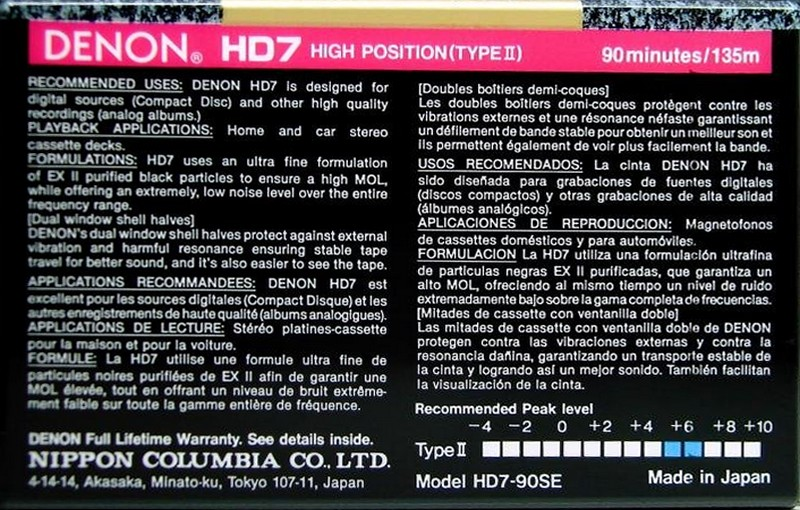 DENON® HD7 HIGH POSITION (TYPE II) 90minutes/135m
RECOMMENDED USES: DENON HD7 is designed for
digital sources (Compact Disc) and other high quality
recordings (analog albums.)
PLAYBACK APPLICATIONS: Home and car stereo
cassette decks.
FORMULATIONS: HD7 uses an ultra fine formulation
of EX II purified black particles to ensure a high MOL,
while offering an extremely, low noise level over the entire
frequency range.
[Dual window shell halves]
DENON's dual window shell halves protect against external
vibration and harmful resonance ensuring stable tape
travel for better sound, and it's also easier to see the tape.
APPLICATIONS RECOMMANDEES: DENON HD7 est
excellent pour les sources digitales (Compact Disque) et les
autres enregistrements de haute qualité (albums analogiques).
APPLICATIONS DE LECTURE: Stéréo platines-cassette
pour la maison et pour la voiture.
FORMULE: La HD7 utilise une formule ultra fine de
particules noires purifiées de EX II afin de garantir une
MOL élevée, tout en offrant un niveau de bruit extrême-
ment faible sur toute la gamme entière de fréquence.
DENON Full Lifetime Warranty. See details inside.
NIPPON COLUMBIA CO., LTD.
4-14-14, Akasaka, Minato-ku, Tokyo 107-11, Japan
[Doubles boîtiers demi-coques]
Les doubles boîtiers demi-coques protègent contre les
vibrations externes et une résonance néfaste garantissant
un défilement de bande stable pour obtenir un meilleur son et
ils permettent également de voir plus facilement la bande.
USOS RECOMENDADOS: La cinta DENON HD7 ha
sido diseñada para grabaciones de fuentes digitales
(discos compactos) y otras grabaciones de alta calidad
(álbumes analógicos).
APLICACIONES DE REPRODUCCION: Magnetofonos
de cassettes domésticos y para automóviles.
FORMULACION La HD7 utiliza una formulación ultrafina
de particulas negras EX II purificadas, que garantiza un
alto MOL, ofreciendo al mismo tiempo un nivel de ruido
extremadamente bajo sobre la gama completa de frecuencias.
[Mitades de cassette con ventanilla doble]
Las mitades de cassette con ventanilla doble de DENON
protegen contra las vibraciones externas y contra la
resonancia dañina, garantizando un transporte estable de
la cinta y logrando así un mejor sonido. También facilitan
la visualización de la cinta.
Recommended Peak level
−4 −2 0 +2 +4 +6 +8 +10
Type II
Model HD7-90SE Made in Japan